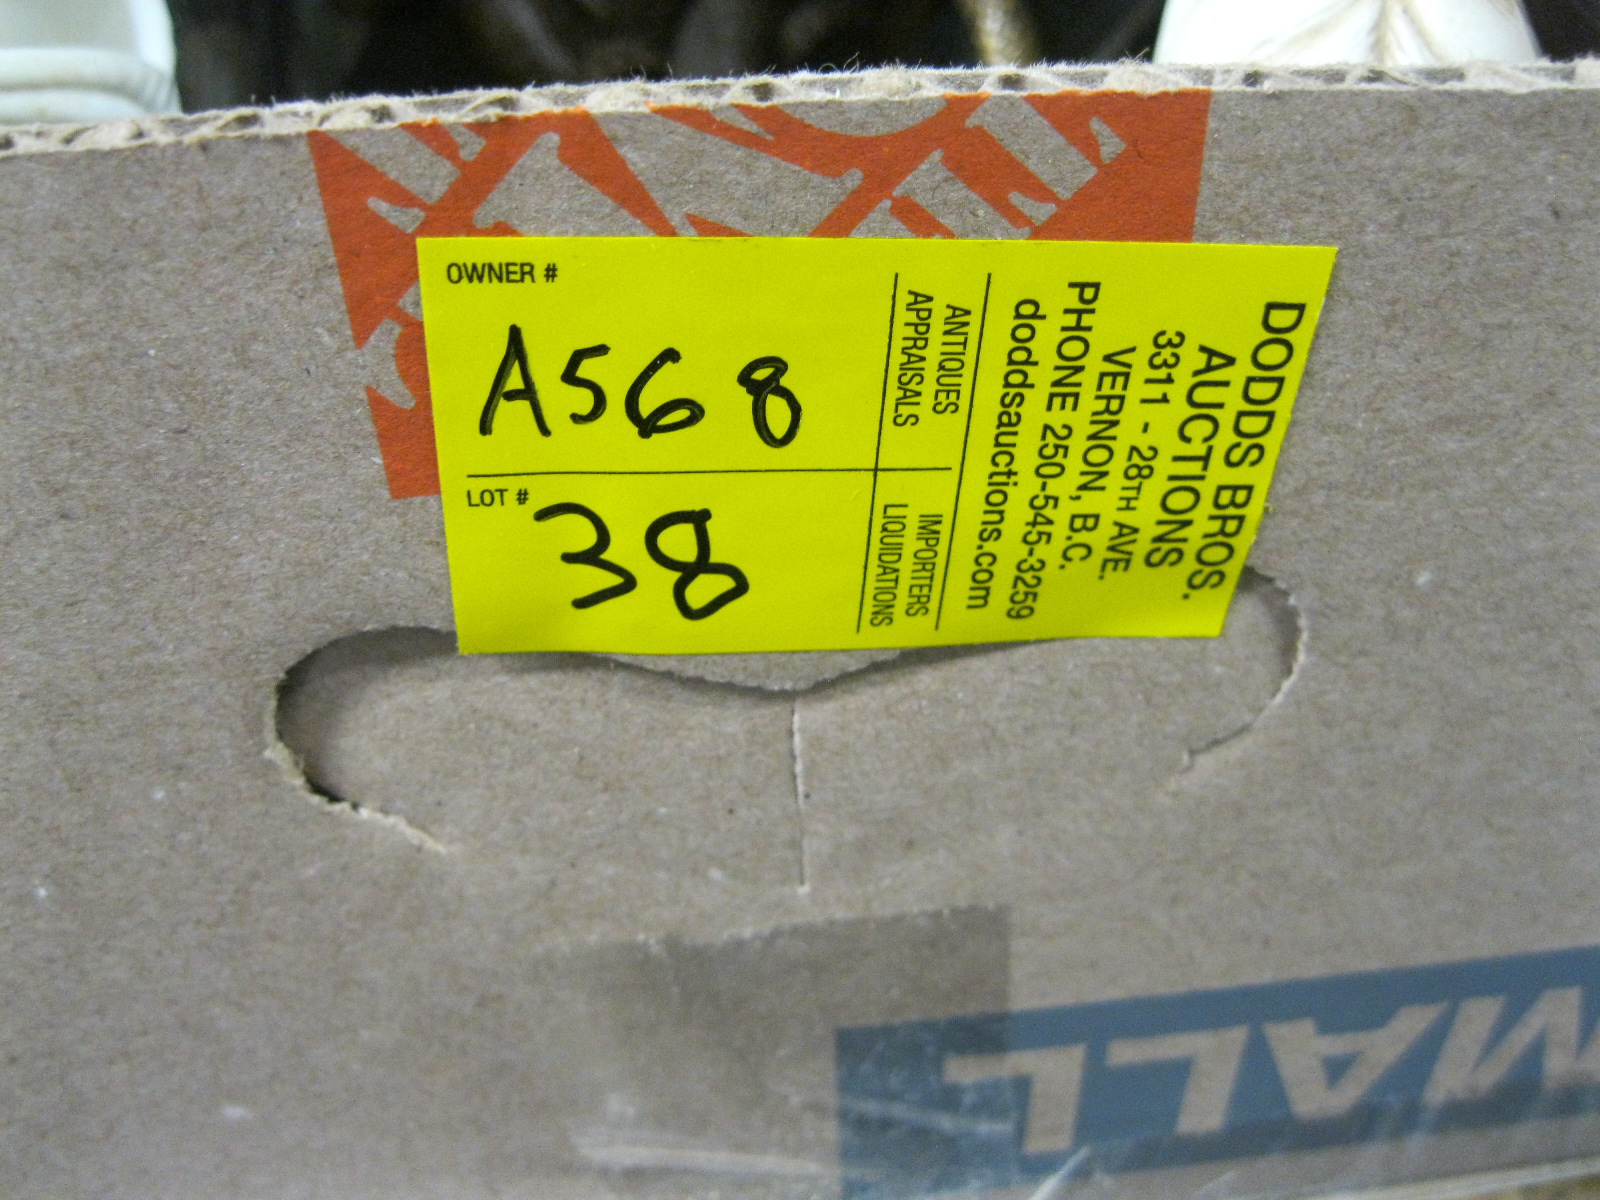 OWNER #
A568
LOT #
38
ANTIQUES
APPRAISALS
IMPORTERS
LIQUIDATIONS
DODDS BROS.
AUCTIONS
3311 - 28TH AVE.
VERNON, B.C.
PHONE 250-545-3259
doddsauctions.com
MALL